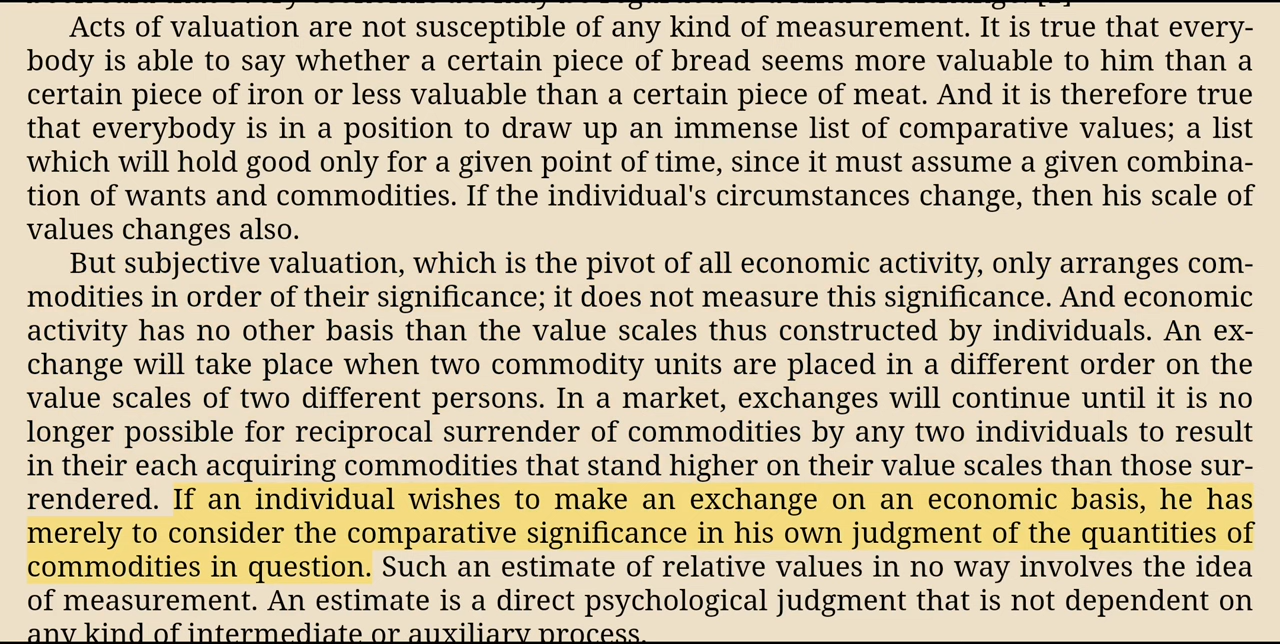 Acts of valuation are not susceptible of any kind of measurement. It is true that every-
body is able to say whether a certain piece of bread seems more valuable to him than a
certain piece of iron or less valuable than a certain piece of meat. And it is therefore true
that everybody is in a position to draw up an immense list of comparative values; a list
which will hold good only for a given point of time, since it must assume a given combina-
tion of wants and commodities. If the individual's circumstances change, then his scale of
values changes also.
But subjective valuation, which is the pivot of all economic activity, only arranges com-
modities in order of their significance; it does not measure this significance. And economic
activity has no other basis than the value scales thus constructed by individuals. An ex-
change will take place when two commodity units are placed in a different order on the
value scales of two different persons. In a market, exchanges will continue until it is no
longer possible for reciprocal surrender of commodities by any two individuals to result
in their each acquiring commodities that stand higher on their value scales than those sur-
rendered. If an individual wishes to make an exchange on an economic basis, he has
merely to consider the comparative significance in his own judgment of the quantities of
commodities in question. Such an estimate of relative values in no way involves the idea
of measurement. An estimate is a direct psychological judgment that is not dependent on
any kind of intermediate or auxiliary process.